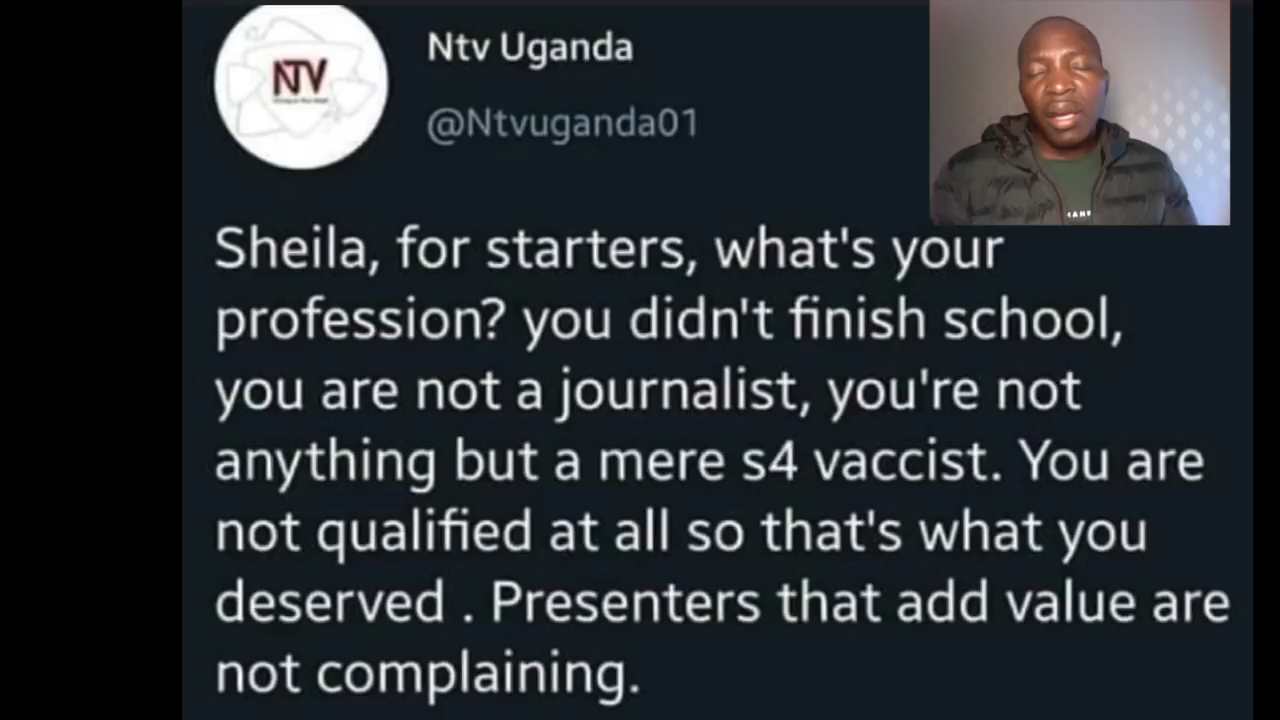 NTV
Ntv Uganda
@Ntvuganda01
Sheila, for starters, what's your
profession? you didn't finish school,
you are not a journalist, you're not
anything but a mere s4 vaccist. You are
not qualified at all so that's what you
deserved . Presenters that add value are
not complaining.